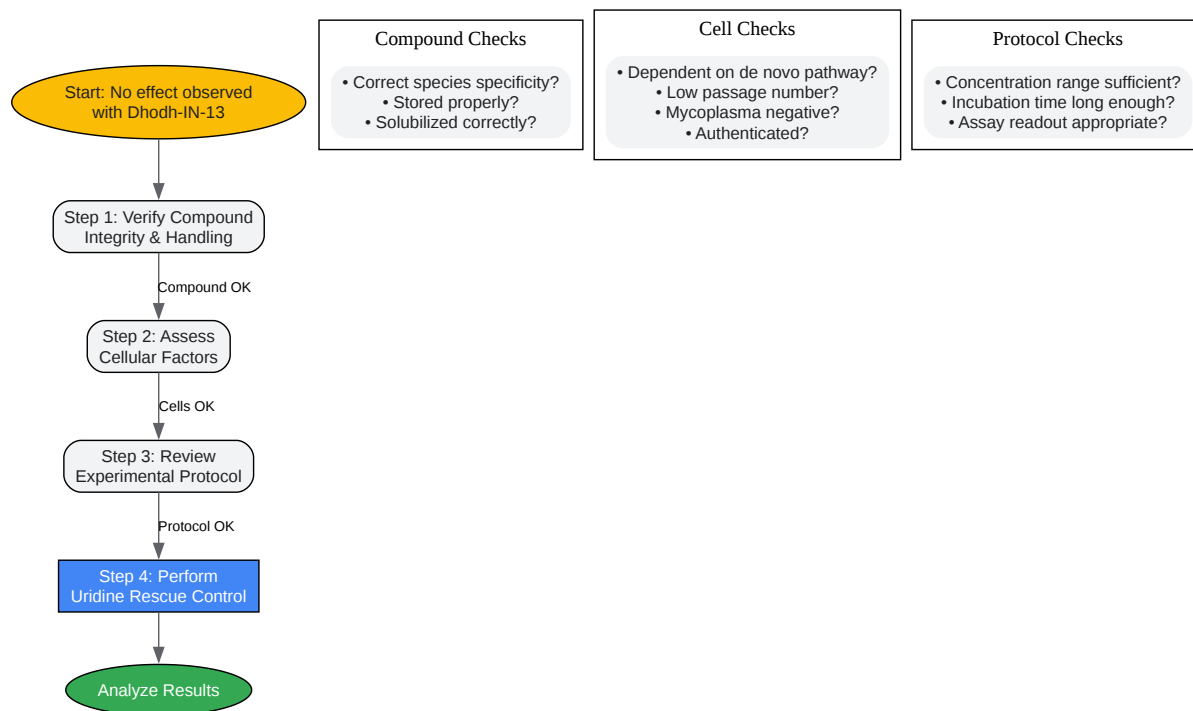 Start: No effect observed
with Dhodh-IN-13
Step 1: Verify Compound
Integrity & Handling
Compound OK
Step 2: Assess
Cellular Factors
Cells OK
Step 3: Review
Experimental Protocol
Protocol OK
Step 4: Perform
Uridine Rescue Control
Analyze Results
Compound Checks
• Correct species specificity?
• Stored properly?
• Solubilized correctly?
Cell Checks
• Dependent on de novo pathway?
• Low passage number?
• Mycoplasma negative?
• Authenticated?
Protocol Checks
• Concentration range sufficient?
• Incubation time long enough?
• Assay readout appropriate?